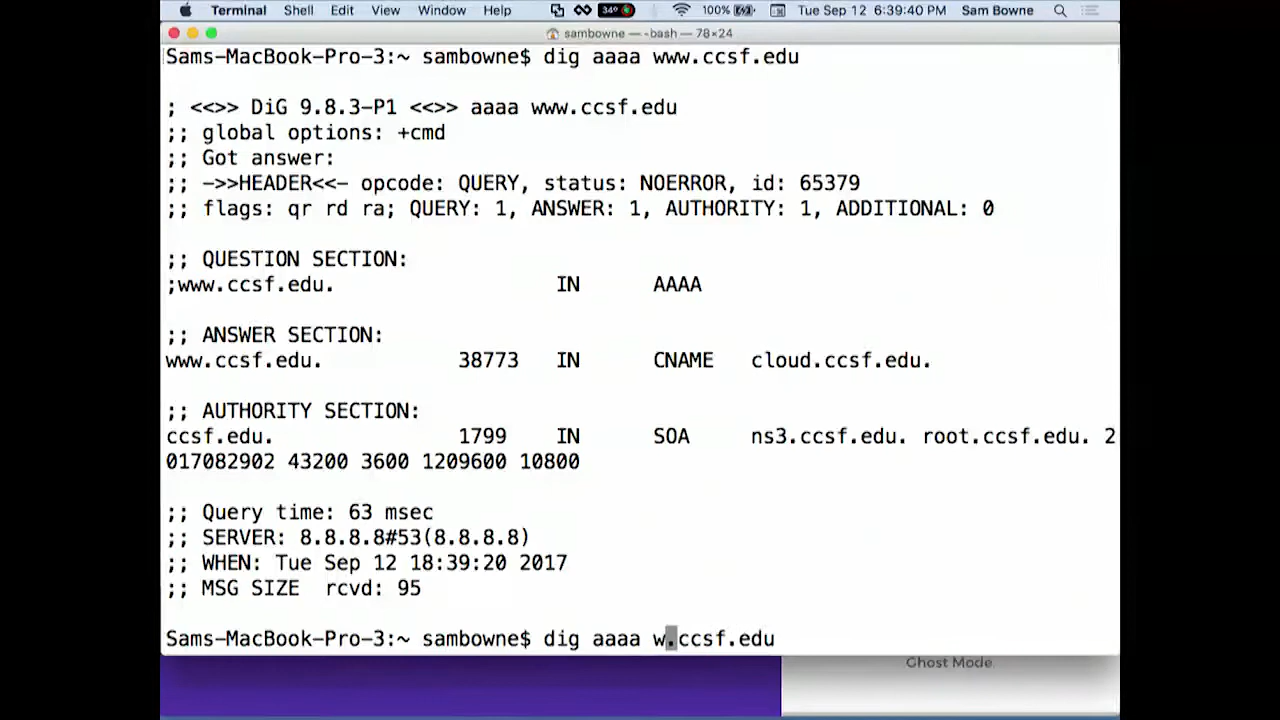 Terminal Shell Edit View Window Help 34° 100% Tue Sep 12 6:39:40 PM Sam Bowne
sambowne — -bash — 78×24
Sams-MacBook-Pro-3:~ sambowne$ dig aaaa www.ccsf.edu
; <<>> DiG 9.8.3-P1 <<>> aaaa www.ccsf.edu
;; global options: +cmd
;; Got answer:
;; ->>HEADER<<- opcode: QUERY, status: NOERROR, id: 65379
;; flags: qr rd ra; QUERY: 1, ANSWER: 1, AUTHORITY: 1, ADDITIONAL: 0
;; QUESTION SECTION:
;www.ccsf.edu. IN AAAA
;; ANSWER SECTION:
www.ccsf.edu. 38773 IN CNAME cloud.ccsf.edu.
;; AUTHORITY SECTION:
ccsf.edu. 1799 IN SOA ns3.ccsf.edu. root.ccsf.edu. 2
017082902 43200 3600 1209600 10800
;; Query time: 63 msec
;; SERVER: 8.8.8.8#53(8.8.8.8)
;; WHEN: Tue Sep 12 18:39:20 2017
;; MSG SIZE rcvd: 95
Sams-MacBook-Pro-3:~ sambowne$ dig aaaa w.ccsf.edu
Ghost Mode